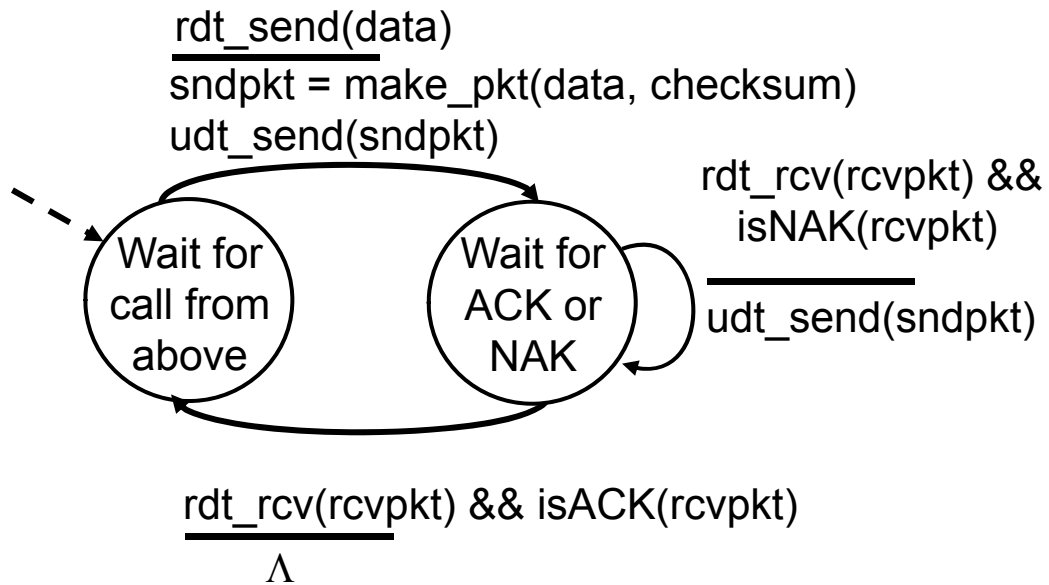 rdt_send(data)
sndpkt = make_pkt(data, checksum)
udt_send(sndpkt)
Wait for
call from
above
Wait for
ACK or
NAK
rdt_rcv(rcvpkt) &&
isNAK(rcvpkt)
udt_send(sndpkt)
rdt_rcv(rcvpkt) && isACK(rcvpkt)
Λ